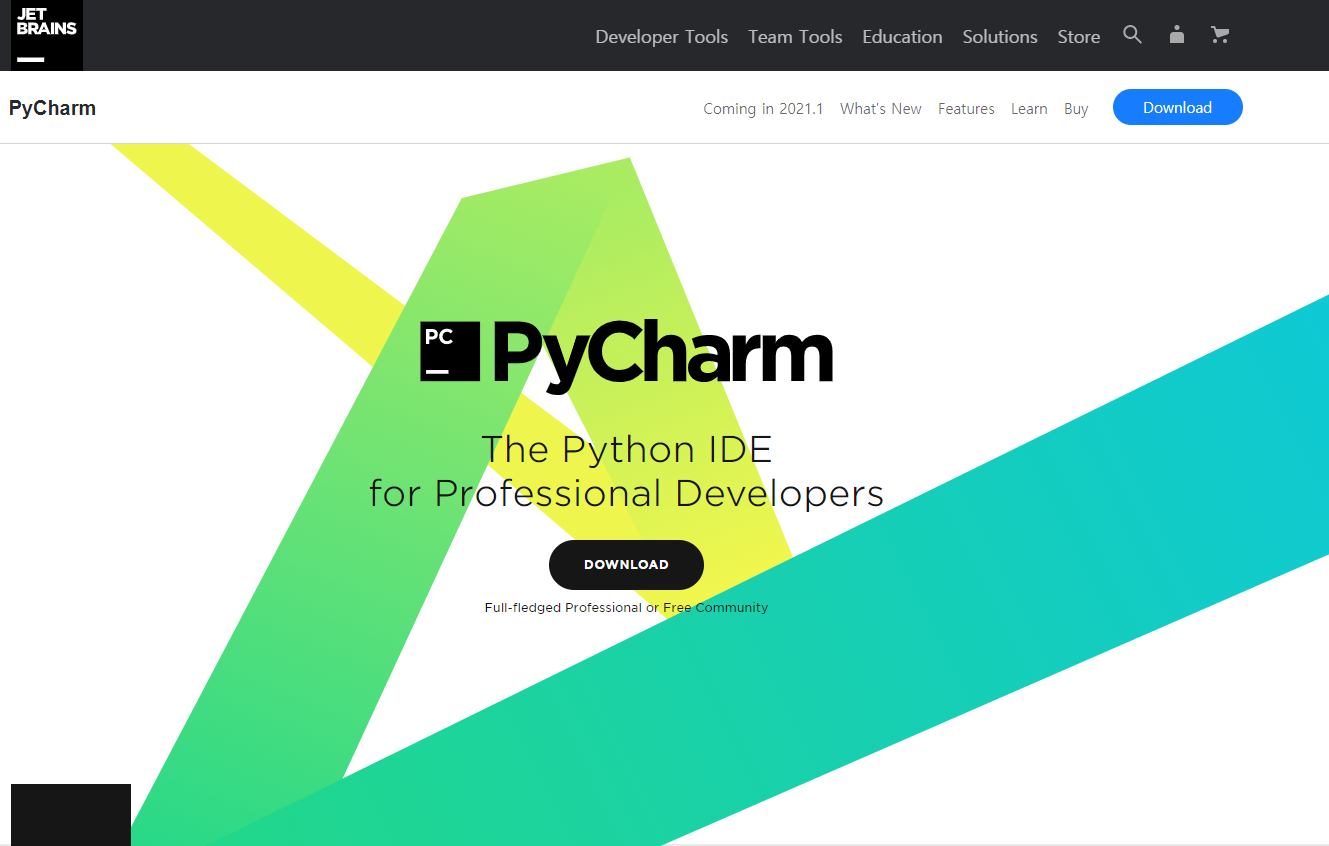 JET
BRAINS
Developer Tools Team Tools Education Solutions Store
PyCharm
Coming in 2021.1 What's New Features Learn Buy Download
PC
PyCharm
The Python IDE
for Professional Developers
DOWNLOAD
Full-fledged Professional or Free Community